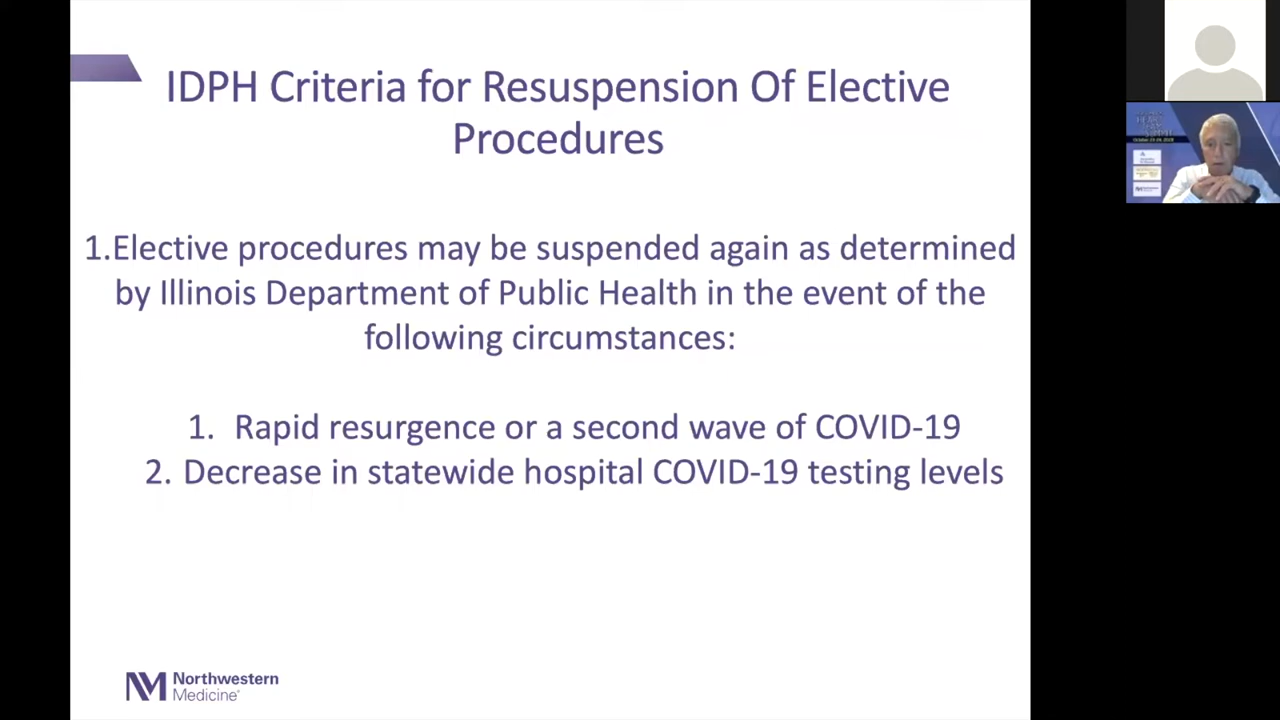 IDPH Criteria for Resuspension Of Elective
Procedures
1.Elective procedures may be suspended again as determined
by Illinois Department of Public Health in the event of the
following circumstances:
1. Rapid resurgence or a second wave of COVID-19
2. Decrease in statewide hospital COVID-19 testing levels
Northwestern
Medicine®